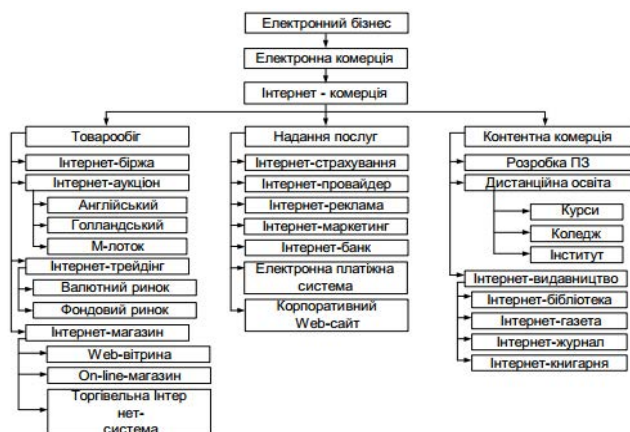 Електронний бізнес
Електронна комерція
Інтернет - комерція
Товарообіг
Інтернет-біржа
Інтернет-аукціон
Англійський
Голландський
М-лоток
Інтернет-трейдінг
Валютний ринок
Фондовий ринок
Інтернет-магазин
Web-вітрина
On-line-магазин
Торгівельна Інтер
нет-
система
Надання послуг
Інтернет-страхування
Інтернет-провайдер
Інтернет-реклама
Інтернет-маркетинг
Інтернет-банк
Електронна платіжна
система
Корпоративний
Web-сайт
Контентна комерція
Розробка ПЗ
Дистанційна освіта
Курси
Коледж
Інститут
Інтернет-видавництво
Інтернет-бібліотека
Інтернет-газета
Інтернет-журнал
Інтернет-книгарня